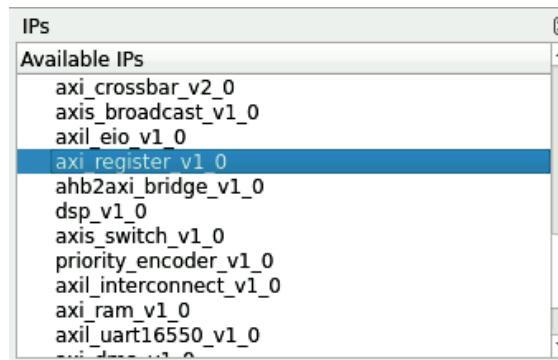 IPs
Available IPs
axi_crossbar_v2_0
axis_broadcast_v1_0
axil_eio_v1_0
axi_register_v1_0
ahb2axi_bridge_v1_0
dsp_v1_0
axis_switch_v1_0
priority_encoder_v1_0
axil_interconnect_v1_0
axi_ram_v1_0
axil_uart16550_v1_0